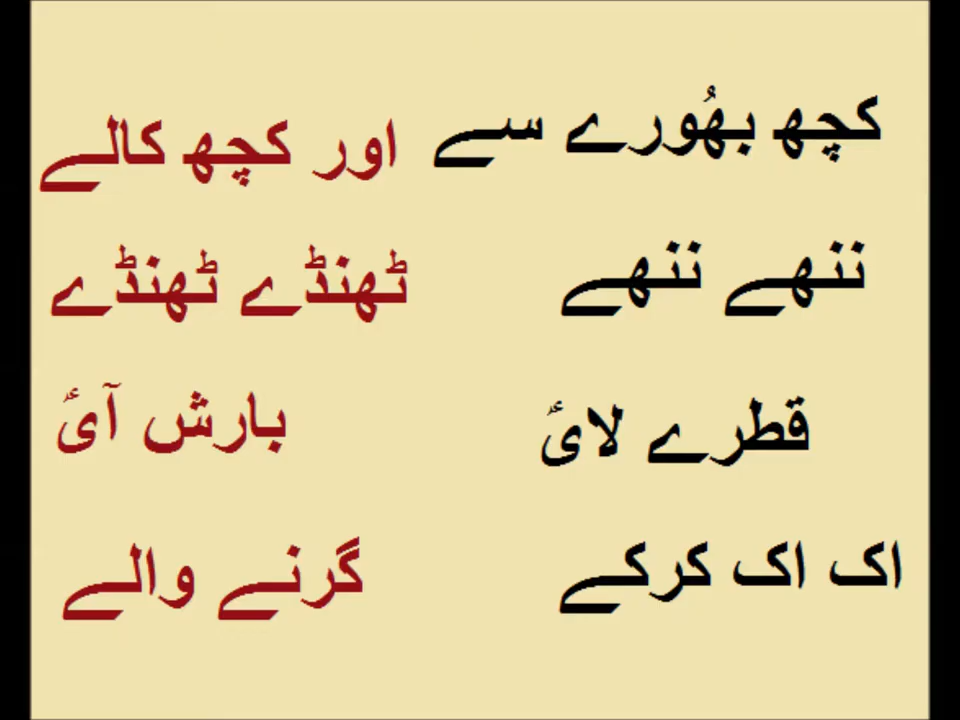 کچھ بھُورے سے اور کچھ کالے
ننھے ننھے ٹھنڈے ٹھنڈے
قطرے لائ بارش آئ
اک اک کرکے گرنے والے